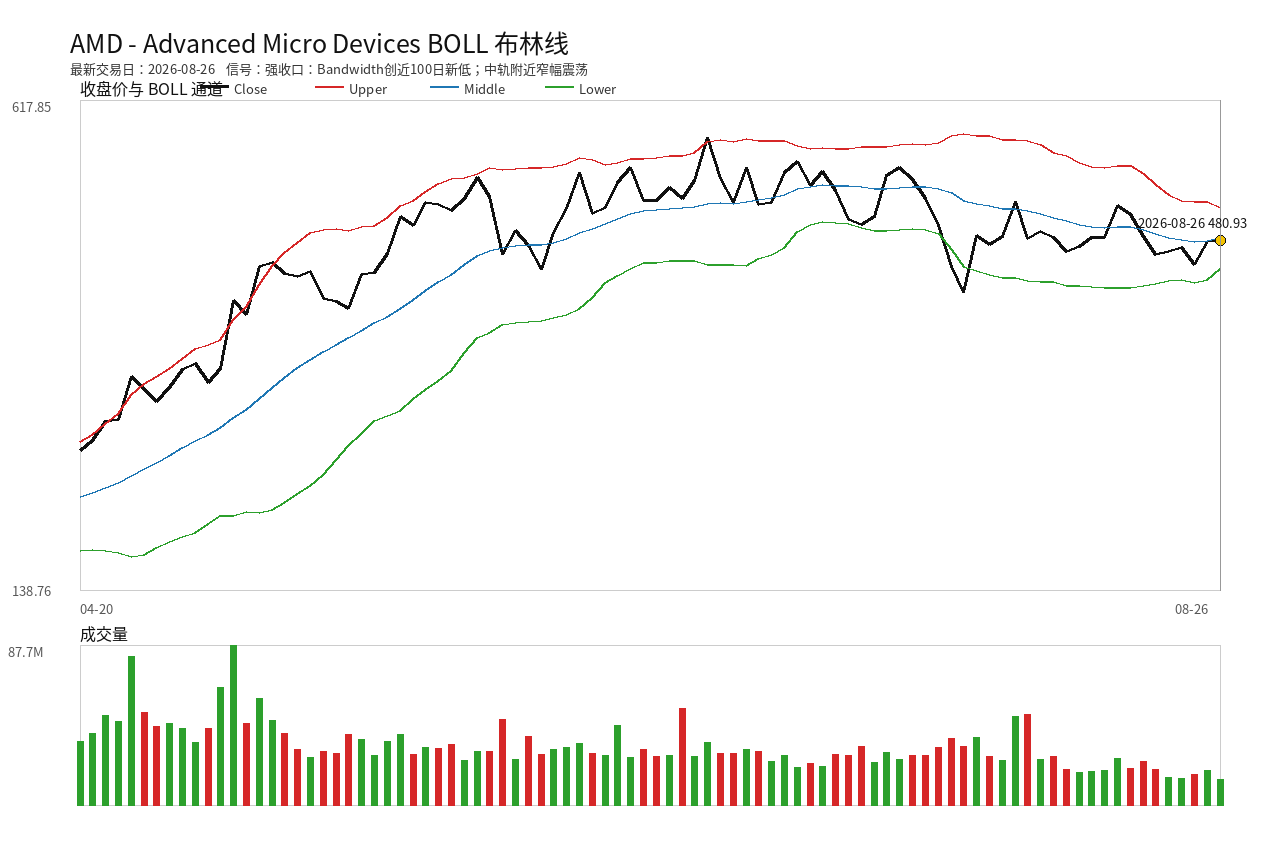 AMD - Advanced Micro Devices BOLL 布林线
最新交易日：2026-08-26 信号：强收口：Bandwidth创近100日新低；中轨附近窄幅震荡
收盘价与 BOLL 通道 Close Upper Middle Lower
617.85
2026-08-26 480.93
138.76
04-20 08-26
成交量
87.7M